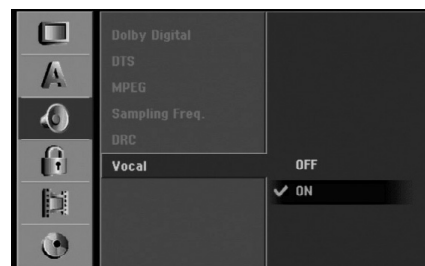 A
Dolby Digital
DTS
MPEG
Sampling Freq.
DRC
Vocal
OFF
✓ ON